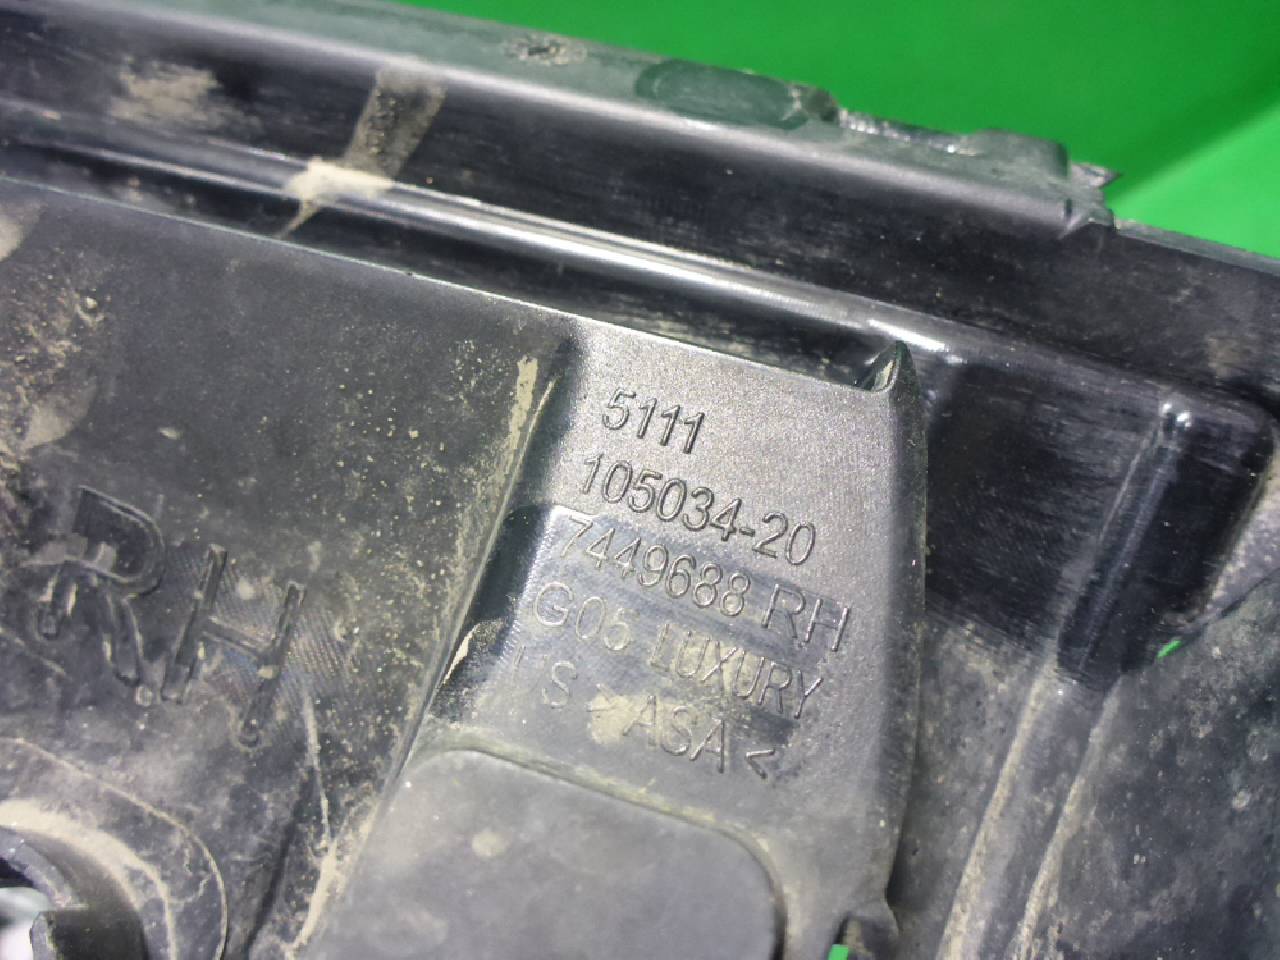 5111
105034-20
7449688 RH
G05 LUXURY
I'S >ASA<
RH